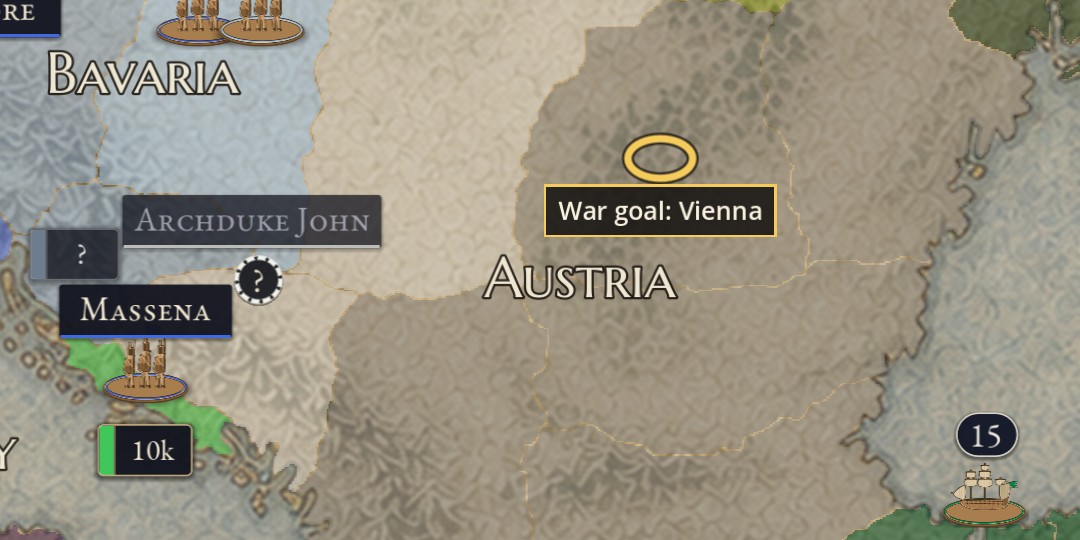 RE
BAVARIA
ARCHDUKE JOHN
?
?
MASSENA
War goal: Vienna
AUSTRIA
10k
Y
15